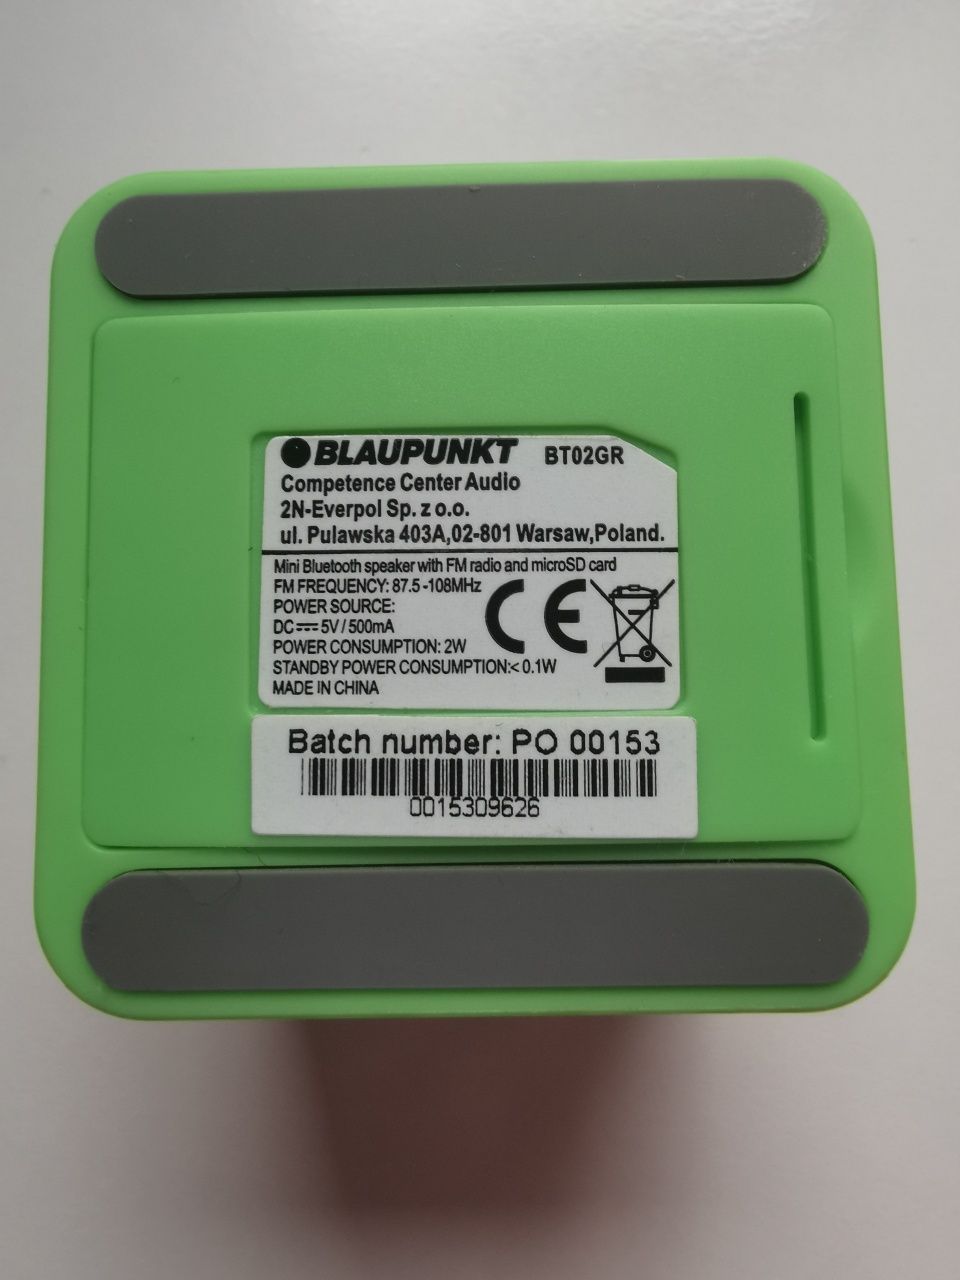 BLAUPUNKT BT02GR
Competence Center Audio
2N-Everpol Sp. z o.o.
ul. Pulawska 403A,02-801 Warsaw,Poland.
Mini Bluetooth speaker with FM radio and microSD card
FM FREQUENCY: 87.5-108MHz
POWER SOURCE:
DC⎓5V/500mA
POWER CONSUMPTION: 2W
STANDBY POWER CONSUMPTION:<0.1W
MADE IN CHINA
CE
Batch number: PO 00153
0015309626